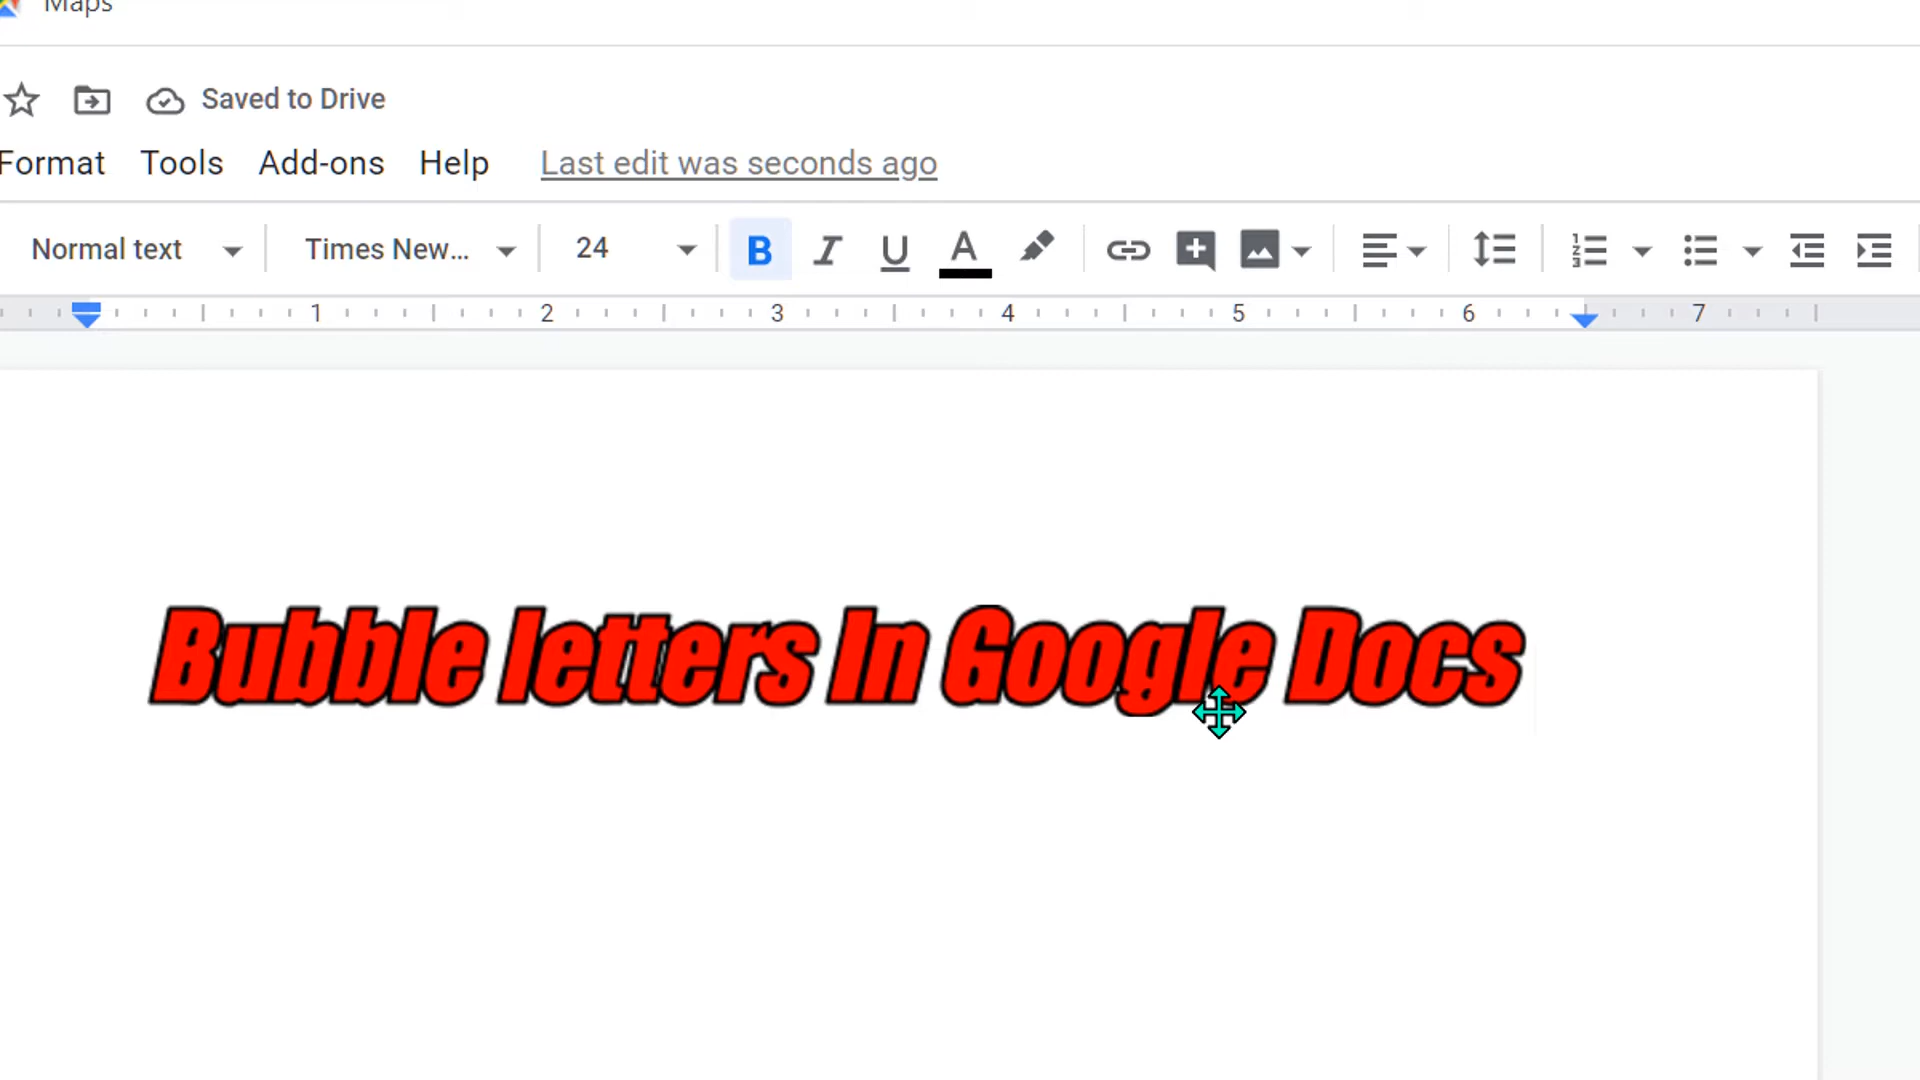 Maps
Saved to Drive
Format Tools Add-ons Help Last edit was seconds ago
Normal text Times New... 24 B I U A
1 2 3 4 5 6 7
Bubble letters In Google Docs